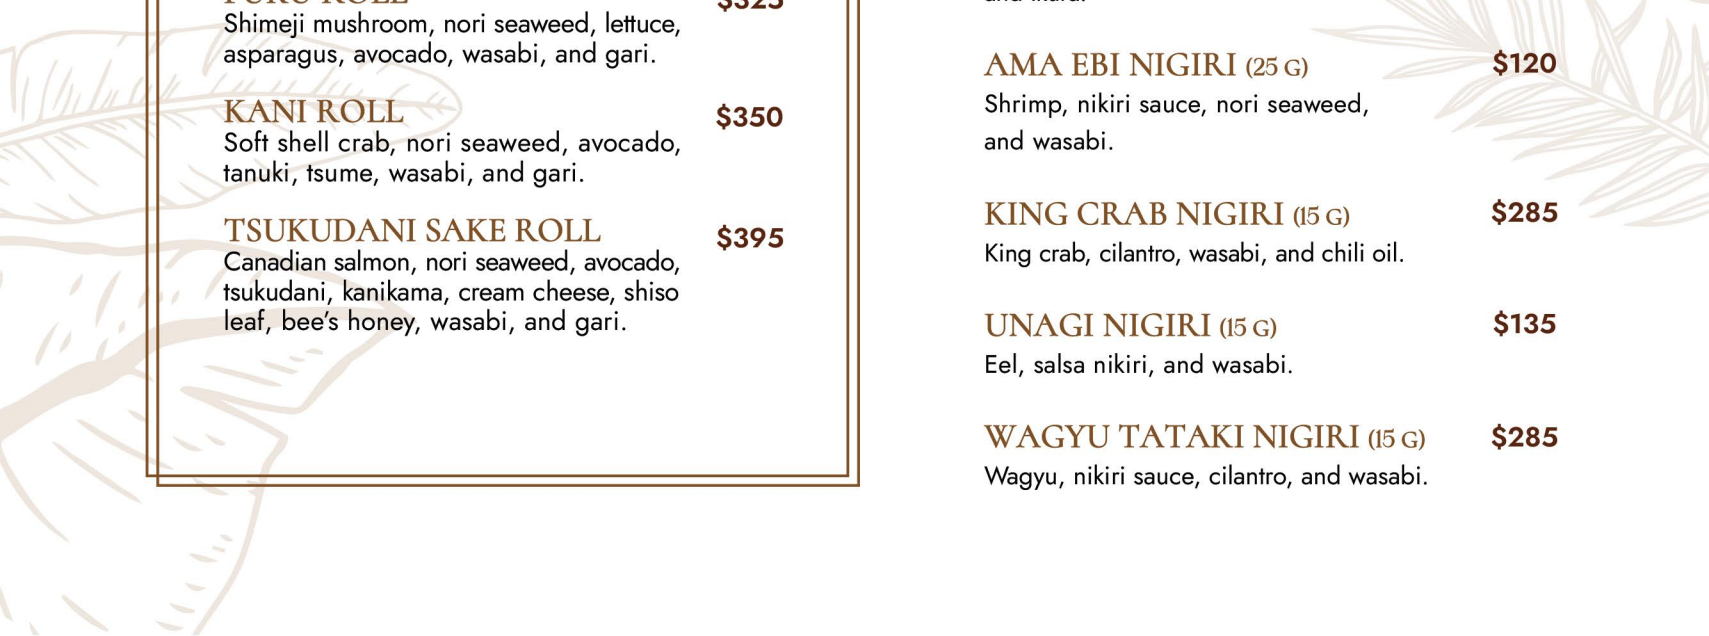 $325
Shimeji mushroom, nori seaweed, lettuce,
asparagus, avocado, wasabi, and gari.
KANI ROLL
$350
Soft shell crab, nori seaweed, avocado,
tanuki, tsume, wasabi, and gari.
TSUKUDANI SAKE ROLL
$395
Canadian salmon, nori seaweed, avocado,
tsukudani, kanikama, cream cheese, shiso
leaf, bee’s honey, wasabi, and gari.
AMA EBI NIGIRI (25 G)
$120
Shrimp, nikiri sauce, nori seaweed,
and wasabi.
KING CRAB NIGIRI (15 G)
$285
King crab, cilantro, wasabi, and chili oil.
UNAGI NIGIRI (15 G)
$135
Eel, salsa nikiri, and wasabi.
WAGYU TATAKI NIGIRI (15 G)
$285
Wagyu, nikiri sauce, cilantro, and wasabi.